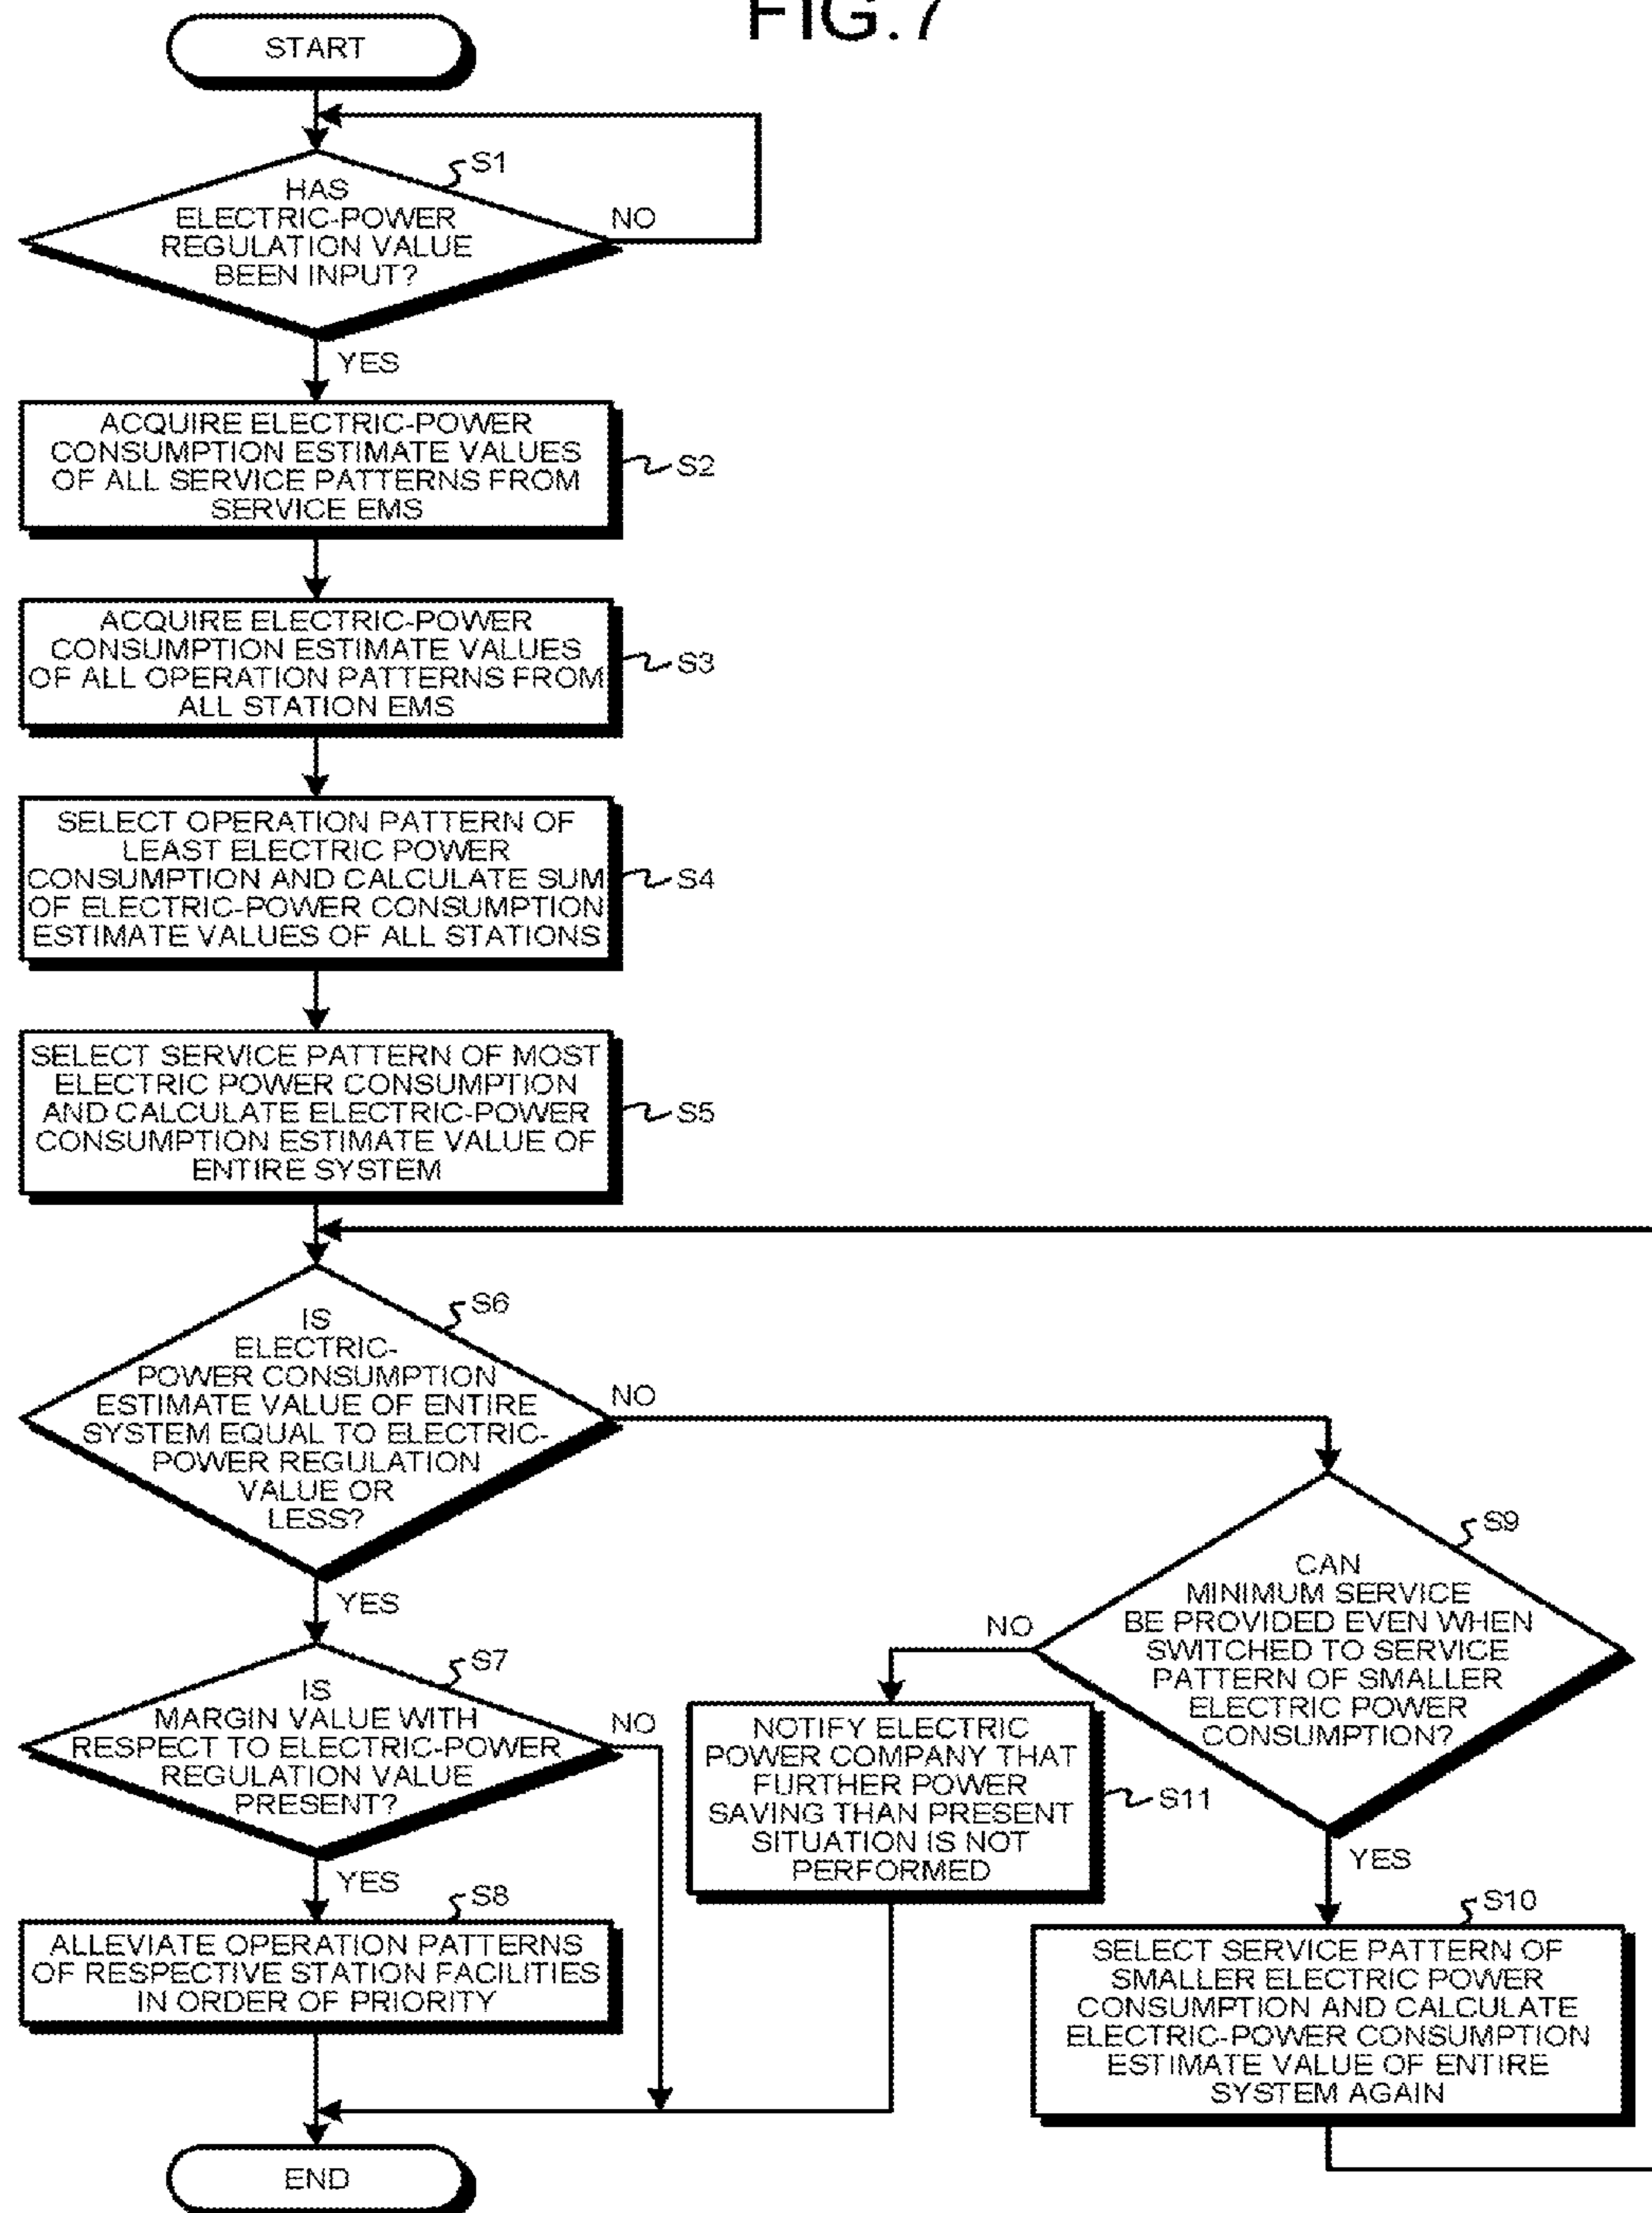 FIG.7
START
S1
HAS
ELECTRIC-POWER
REGULATION VALUE
BEEN INPUT?
NO
YES
ACQUIRE ELECTRIC-POWER
CONSUMPTION ESTIMATE VALUES
OF ALL SERVICE PATTERNS FROM
SERVICE EMS
S2
ACQUIRE ELECTRIC-POWER
CONSUMPTION ESTIMATE VALUES
OF ALL OPERATION PATTERNS FROM
ALL STATION EMS
S3
SELECT OPERATION PATTERN OF
LEAST ELECTRIC POWER
CONSUMPTION AND CALCULATE SUM
OF ELECTRIC-POWER CONSUMPTION
ESTIMATE VALUES OF ALL STATIONS
S4
SELECT SERVICE PATTERN OF MOST
ELECTRIC POWER CONSUMPTION
AND CALCULATE ELECTRIC-POWER
CONSUMPTION ESTIMATE VALUE OF
ENTIRE SYSTEM
S5
S6
IS
ELECTRIC-
POWER CONSUMPTION
ESTIMATE VALUE OF ENTIRE
SYSTEM EQUAL TO ELECTRIC-
POWER REGULATION
VALUE OR
LESS?
NO
YES
S7
IS
MARGIN VALUE WITH
RESPECT TO ELECTRIC-POWER
REGULATION VALUE
PRESENT?
NO
YES
S8
ALLEVIATE OPERATION PATTERNS
OF RESPECTIVE STATION FACILITIES
IN ORDER OF PRIORITY
END
S9
CAN
MINIMUM SERVICE
BE PROVIDED EVEN WHEN
SWITCHED TO SERVICE
PATTERN OF SMALLER
ELECTRIC POWER
CONSUMPTION?
NO
YES
NOTIFY ELECTRIC
POWER COMPANY THAT
FURTHER POWER
SAVING THAN PRESENT
SITUATION IS NOT
PERFORMED
S11
S10
SELECT SERVICE PATTERN OF
SMALLER ELECTRIC POWER
CONSUMPTION AND CALCULATE
ELECTRIC-POWER CONSUMPTION
ESTIMATE VALUE OF ENTIRE
SYSTEM AGAIN